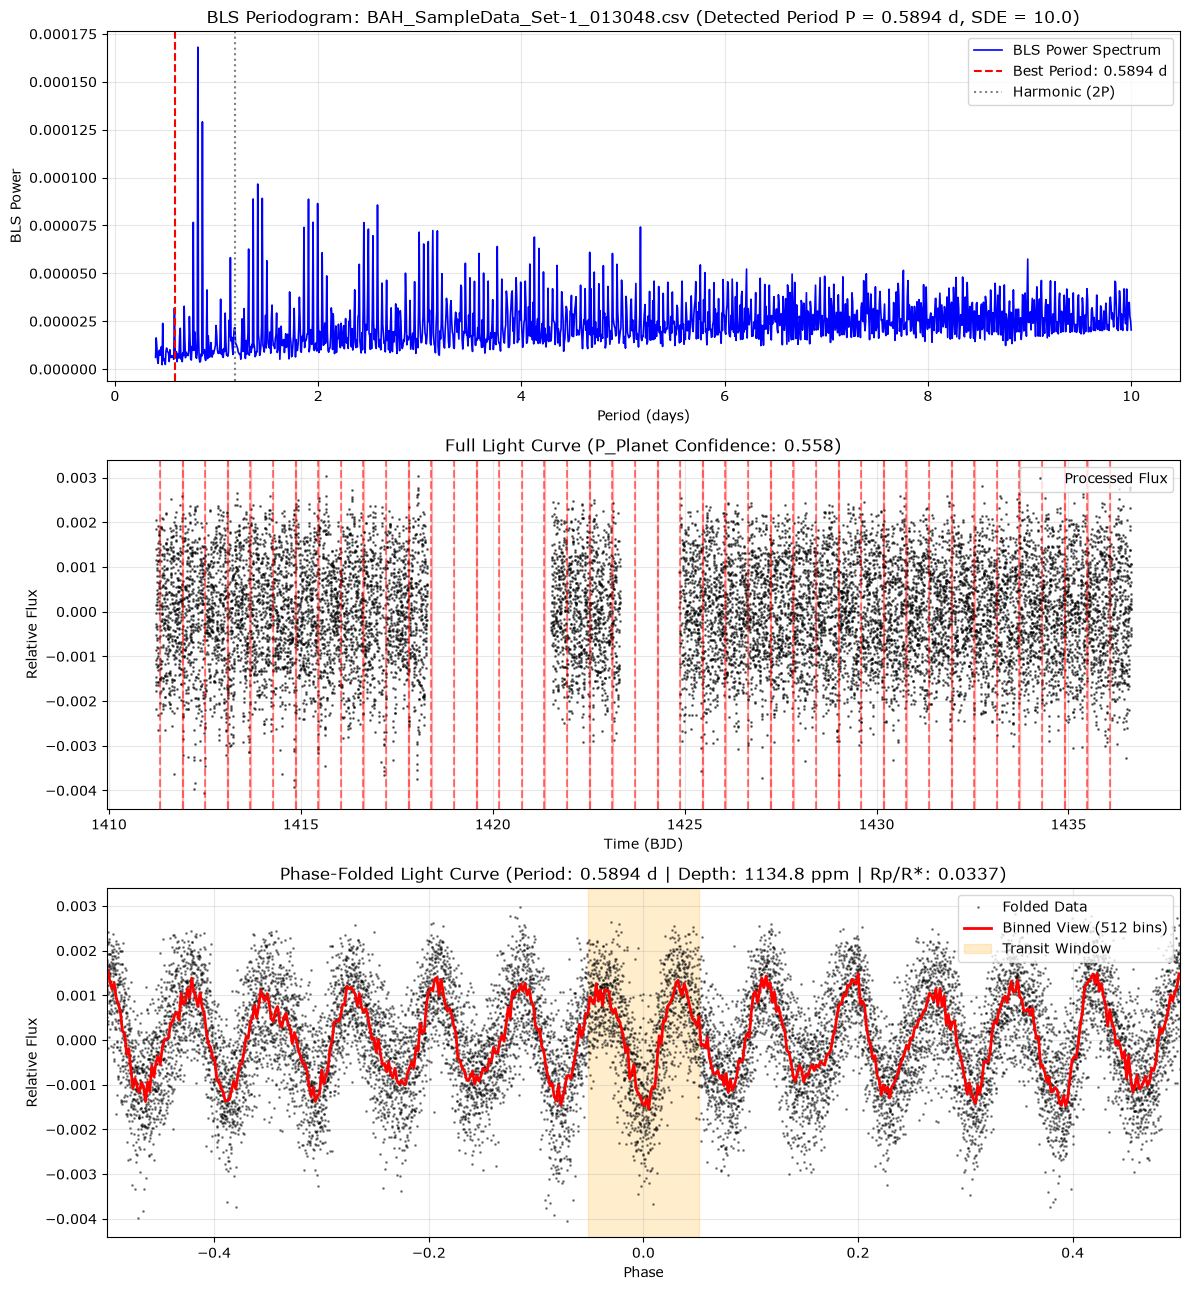 BLS Periodogram: BAH_SampleData_Set-1_013048.csv (Detected Period P = 0.5894 d, SDE = 10.0)
BLS Power
0.000175
0.000150
0.000125
0.000100
0.000075
0.000050
0.000025
0.000000
BLS Power Spectrum
Best Period: 0.5894 d
Harmonic (2P)
0 2 4 6 8 10
Period (days)
Full Light Curve (P_Planet Confidence: 0.558)
Relative Flux
0.003
0.002
0.001
0.000
−0.001
−0.002
−0.003
−0.004
Processed Flux
1410 1415 1420 1425 1430 1435
Time (BJD)
Phase-Folded Light Curve (Period: 0.5894 d | Depth: 1134.8 ppm | Rp/R*: 0.0337)
Relative Flux
0.003
0.002
0.001
0.000
−0.001
−0.002
−0.003
−0.004
Folded Data
Binned View (512 bins)
Transit Window
−0.4 −0.2 0.0 0.2 0.4
Phase